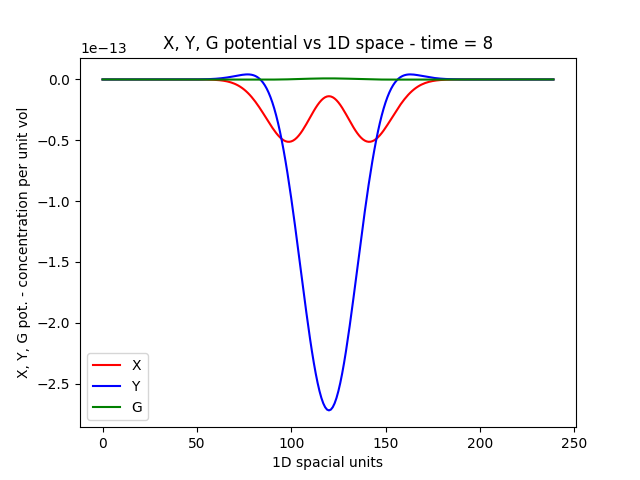 X, Y, G potential vs 1D space - time = 8
1e−13
X, Y, G pot. - concentration per unit vol
0.0
−0.5
−1.0
−1.5
−2.0
−2.5
X
Y
G
0 50 100 150 200 250
1D spacial units